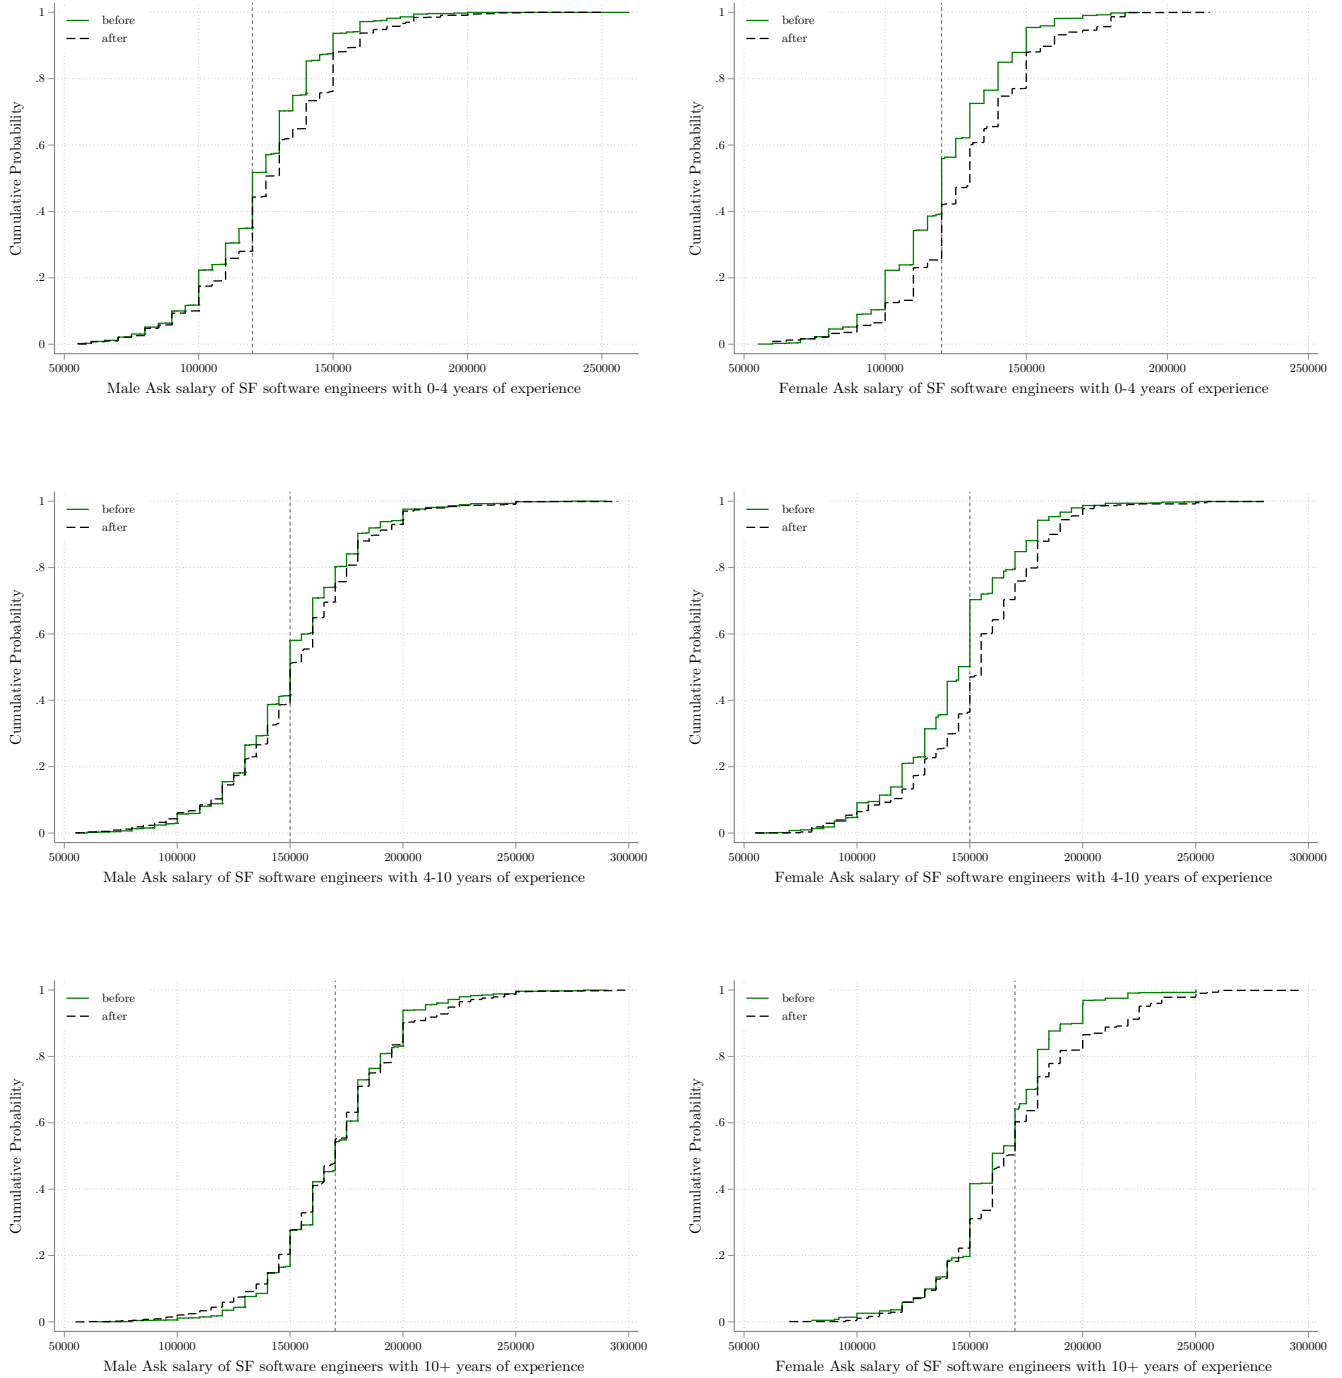 before
after
Cumulative Probability
1
.8
.6
.4
.2
0
50000 100000 150000 200000 250000
Male Ask salary of SF software engineers with 0-4 years of experience
before
after
Cumulative Probability
1
.8
.6
.4
.2
0
50000 100000 150000 200000 250000
Female Ask salary of SF software engineers with 0-4 years of experience
before
after
Cumulative Probability
1
.8
.6
.4
.2
0
50000 100000 150000 200000 250000 300000
Male Ask salary of SF software engineers with 4-10 years of experience
before
after
Cumulative Probability
1
.8
.6
.4
.2
0
50000 100000 150000 200000 250000 300000
Female Ask salary of SF software engineers with 4-10 years of experience
before
after
Cumulative Probability
1
.8
.6
.4
.2
0
50000 100000 150000 200000 250000 300000
Male Ask salary of SF software engineers with 10+ years of experience
before
after
Cumulative Probability
1
.8
.6
.4
.2
0
50000 100000 150000 200000 250000 300000
Female Ask salary of SF software engineers with 10+ years of experience